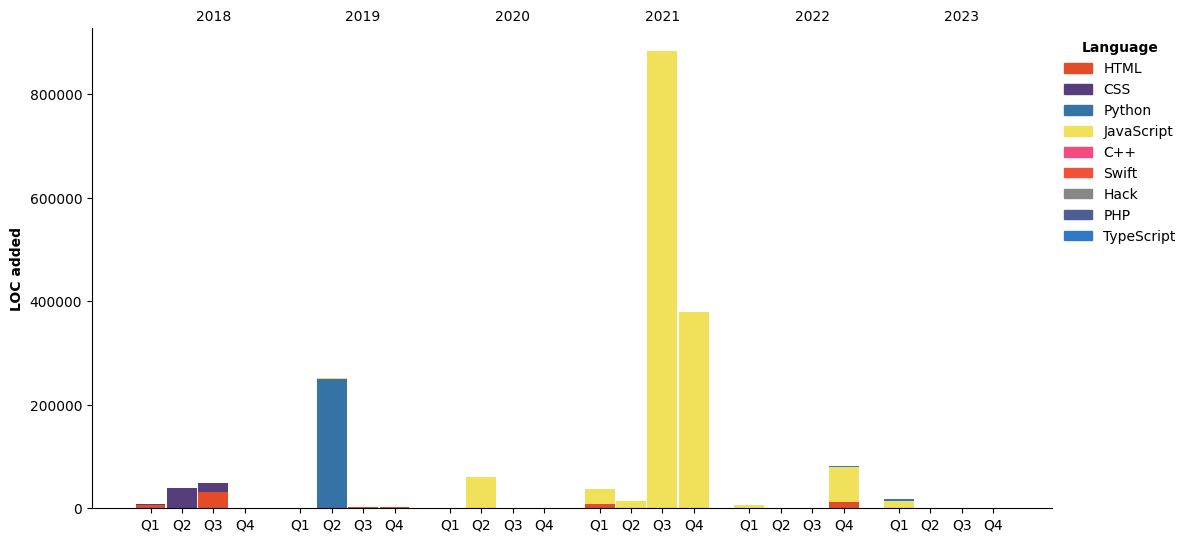 2018 2019 2020 2021 2022 2023
Language
HTML
CSS
Python
JavaScript
C++
Swift
Hack
PHP
TypeScript
LOC added
800000
600000
400000
200000
0
Q1 Q2 Q3 Q4 Q1 Q2 Q3 Q4 Q1 Q2 Q3 Q4 Q1 Q2 Q3 Q4 Q1 Q2 Q3 Q4 Q1 Q2 Q3 Q4